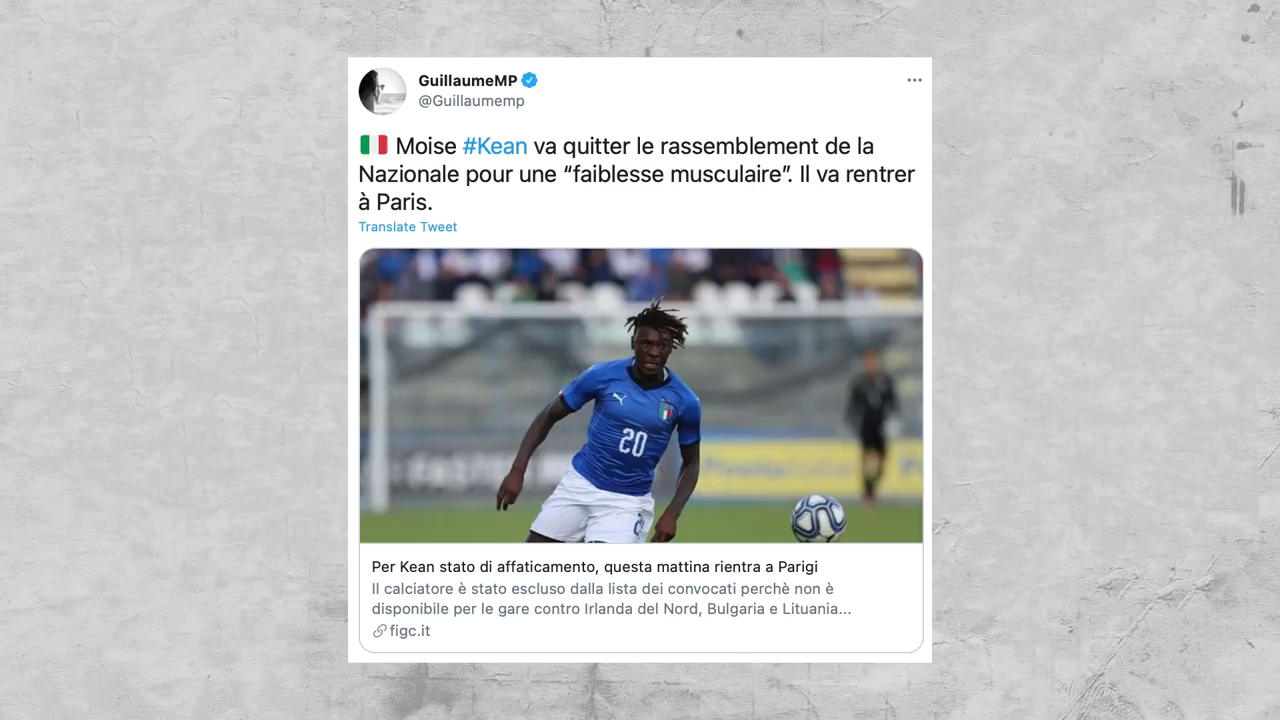 GuillaumeMP
@Guillaumemp
🇮🇹 Moise #Kean va quitter le rassemblement de la
Nazionale pour une “faiblesse musculaire”. Il va rentrer
à Paris.
Translate Tweet
20
Per Kean stato di affaticamento, questa mattina rientra a Parigi
Il calciatore è stato escluso dalla lista dei convocati perchè non è
disponibile per le gare contro Irlanda del Nord, Bulgaria e Lituania...
figc.it